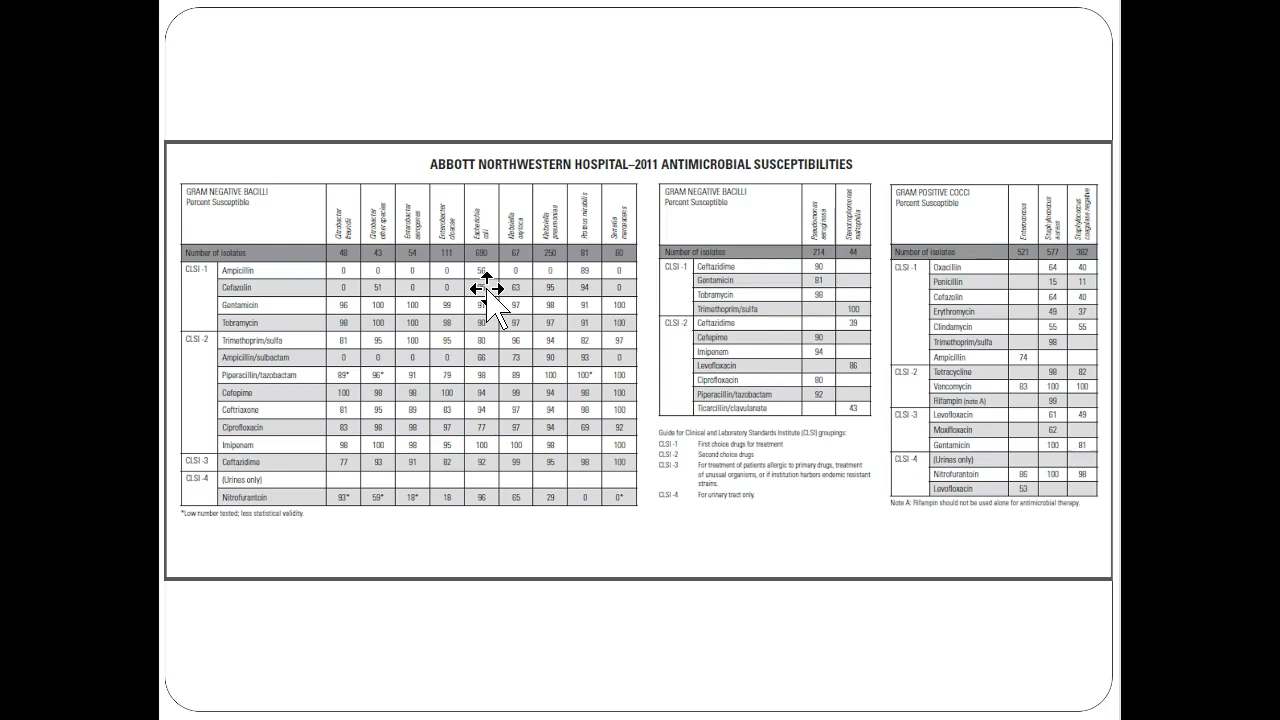 ABBOTT NORTHWESTERN HOSPITAL–2011 ANTIMICROBIAL SUSCEPTIBILITIES
GRAM NEGATIVE BACILLI
Percent Susceptible
Citrobacter freundii
Citrobacter other species
Enterobacter aerogenes
Enterobacter cloacae
Escherichia coli
Klebsiella oxytoca
Klebsiella pneumoniae
Proteus mirabilis
Serratia marcescens
Number of isolates 48 43 54 111 690 67 250 81 60
CLSI -1 Ampicillin 0 0 0 0 56 0 0 89 0
Cefazolin 0 51 0 0 63 95 94 0
Gentamicin 96 100 100 99 97 98 91 100
Tobramycin 98 100 100 98 90 97 97 91 100
CLSI -2 Trimethoprim/sulfa 81 95 100 95 80 96 94 82 97
Ampicillin/sulbactam 0 0 0 0 66 73 90 93 0
Piperacillin/tazobactam 89* 96* 91 79 98 89 100 100* 100
Cefepime 100 98 98 100 94 99 94 98 100
Ceftriaxone 81 95 89 83 94 97 94 98 100
Ciprofloxacin 83 98 98 97 77 97 94 69 92
Imipenem 98 100 98 95 100 100 98 100
CLSI -3 Ceftazidime 77 93 91 82 92 99 95 98 100
CLSI -4 (Urines only)
Nitrofurantoin 93* 59* 18* 18 96 65 29 0 0*
*Low number tested; less statistical validity.
GRAM NEGATIVE BACILLI
Percent Susceptible
Pseudomonas aeruginosa
Stenotrophomonas maltophilia
Number of isolates 214 44
CLSI -1 Ceftazidime 90
Gentamicin 81
Tobramycin 98
Trimethoprim/sulfa 100
CLSI -2 Ceftazidime 39
Cefepime 90
Imipenem 94
Levofloxacin 86
Ciprofloxacin 80
Piperacillin/tazobactam 92
Ticarcillin/clavulanate 43
Guide for Clinical and Laboratory Standards Institute (CLSI) groupings:
CLSI -1 First choice drugs for treatment
CLSI -2 Second choice drugs
CLSI -3 For treatment of patients allergic to primary drugs, treatment
of unusual organisms, or if institution harbors endemic resistant
strains.
CLSI -4 For urinary tract only.
GRAM POSITIVE COCCI
Percent Susceptible
Enterococcus
Staphylococcus aureus
Staphylococcus coagulase negative
Number of isolates 521 577 382
CLSI -1 Oxacillin 64 40
Penicillin 15 11
Cefazolin 64 40
Erythromycin 49 37
Clindamycin 55 55
Trimethoprim/sulfa 98
Ampicillin 74
CLSI -2 Tetracycline 98 82
Vancomycin 83 100 100
Rifampin (note A) 99
CLSI -3 Levofloxacin 61 49
Moxifloxacin 62
Gentamicin 100 81
CLSI -4 (Urines only)
Nitrofurantoin 86 100 98
Levofloxacin 53
Note A: Rifampin should not be used alone for antimicrobial therapy.